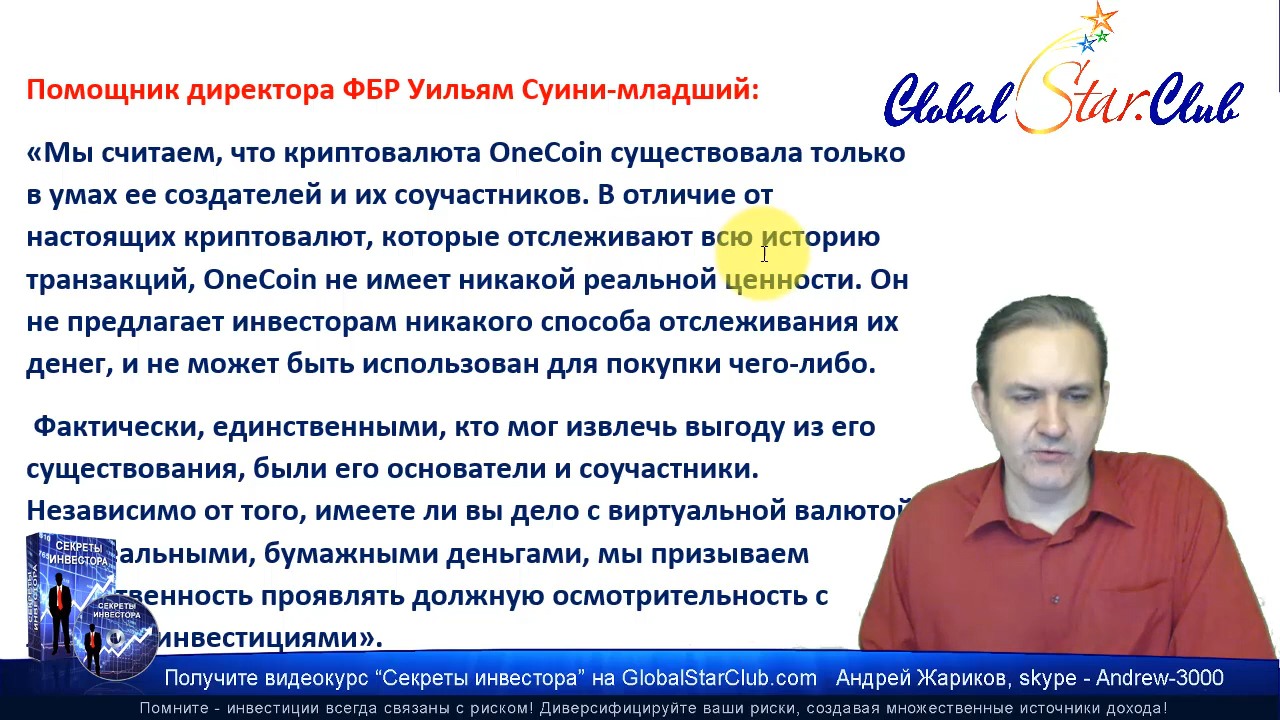 Global Star.Club
Помощник директора ФБР Уильям Суини-младший:
«Мы считаем, что криптовалюта OneCoin существовала только
в умах ее создателей и их соучастников. В отличие от
настоящих криптовалют, которые отслеживают всю историю
транзакций, OneCoin не имеет никакой реальной ценности. Он
не предлагает инвесторам никакого способа отслеживания их
денег, и не может быть использован для покупки чего-либо.
Фактически, единственными, кто мог извлечь выгоду из его
существования, были его основатели и соучастники.
Независимо от того, имеете ли вы дело с виртуальной валютой
альными, бумажными деньгами, мы призываем
твенность проявлять должную осмотрительность с
инвестициями».
СЕКРЕТЫ
ИНВЕСТОРА
СЕКРЕТЫ
ИНВЕСТОРА
Получите видеокурс “Секреты инвестора” на GlobalStarClub.com Андрей Жариков, skype - Andrew-3000
Помните - инвестиции всегда связаны с риском! Диверсифицируйте ваши риски, создавая множественные источники дохода!